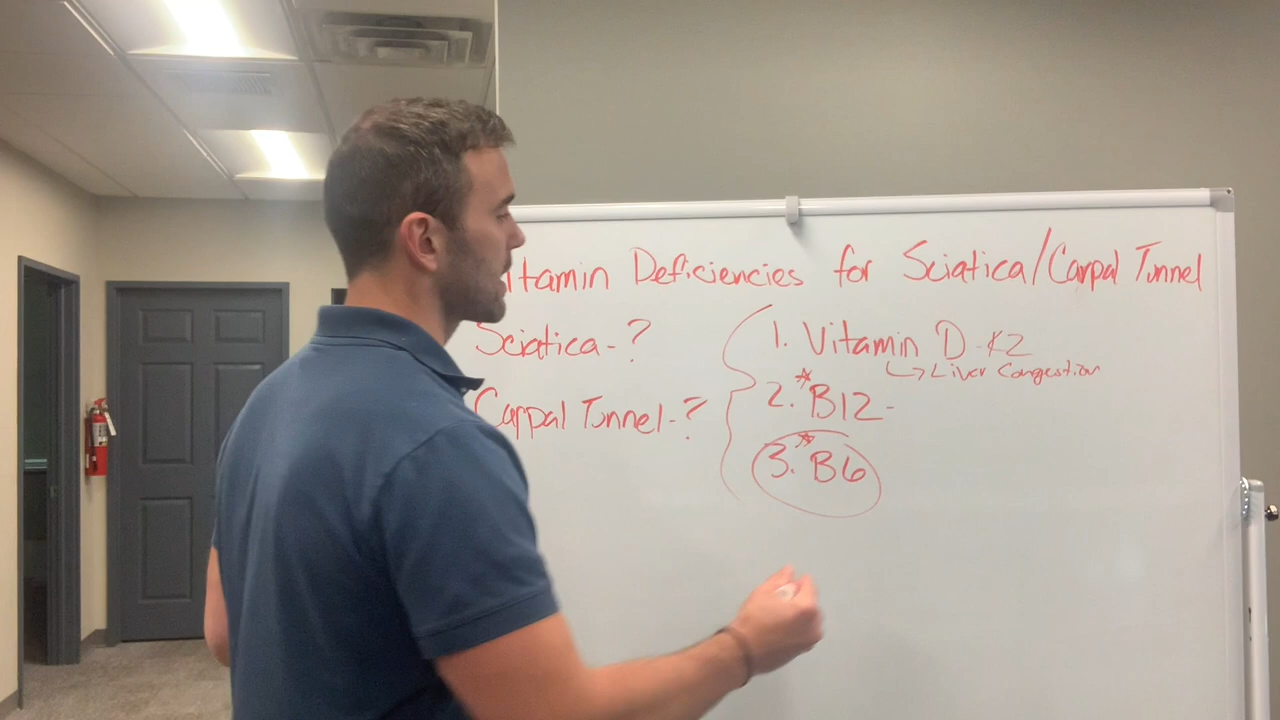 itamin Deficiencies for Sciatica/Carpal Tunnel
Sciatica-?
Carpal Tunnel-?
1. Vitamin D-K2
↳ Liver Congestion
2. *B12-
3. *B6